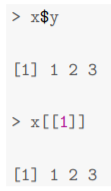 > x$y
[1] 1 2 3
> x[[1]]
[1] 1 2 3